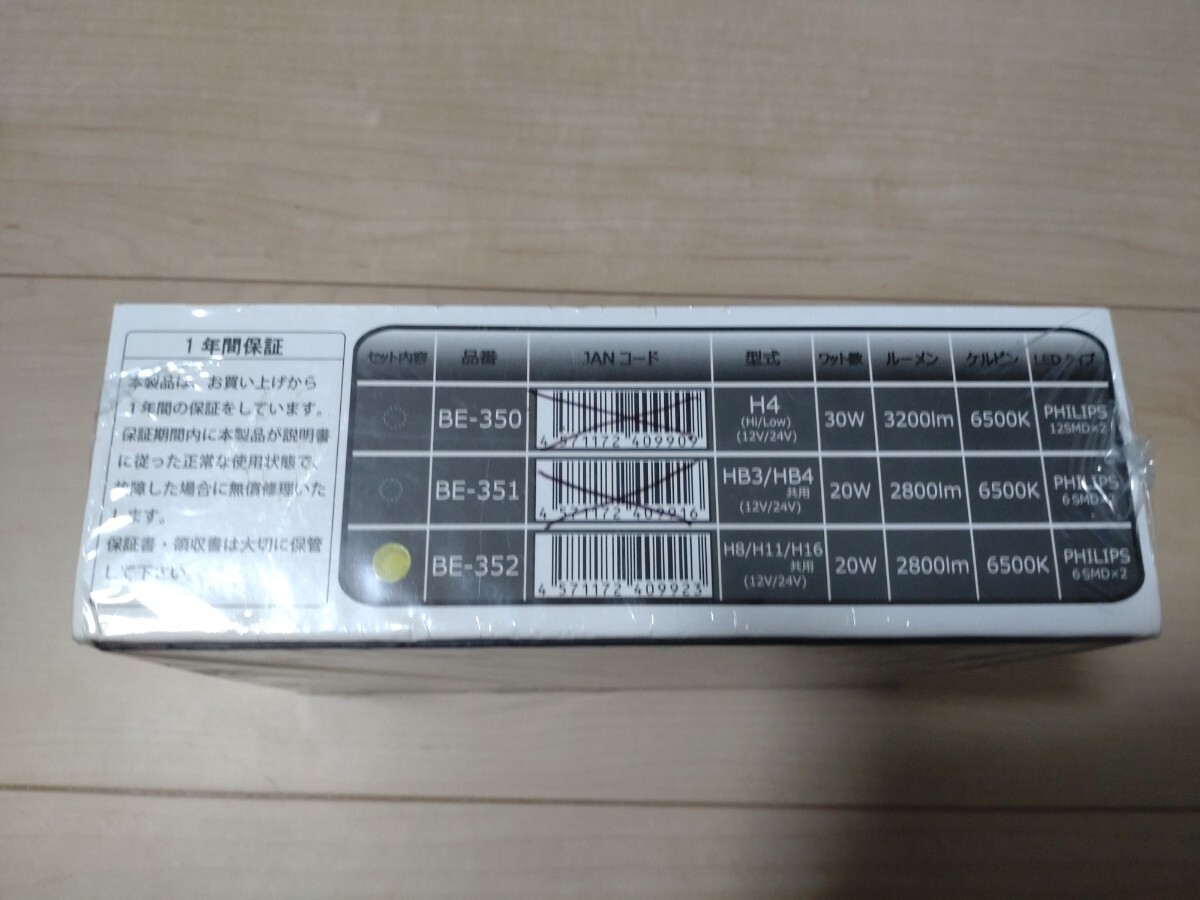 1年間保証
本製品は、お買い上げから
1年間の保証をしています。
保証期間内に本製品が説明書
に従った正常な使用状態で、
故障した場合に無償修理いた
します。
保証書・領収書は大切に保管
して下さい。
セット内容 品番 JANコード 型式 ワット数 ルーメン ケルビン LEDタイプ
BE-350 4 571172 409909 H4 (Hi/Low) (12V/24V) 30W 3200lm 6500K PHILIPS 12SMD×2
BE-351 4 571172 409916 HB3/HB4 共用 (12V/24V) 20W 2800lm 6500K PHILIPS 6SMD×2
BE-352 4 571172 409923 H8/H11/H16 共用 (12V/24V) 20W 2800lm 6500K PHILIPS 6SMD×2